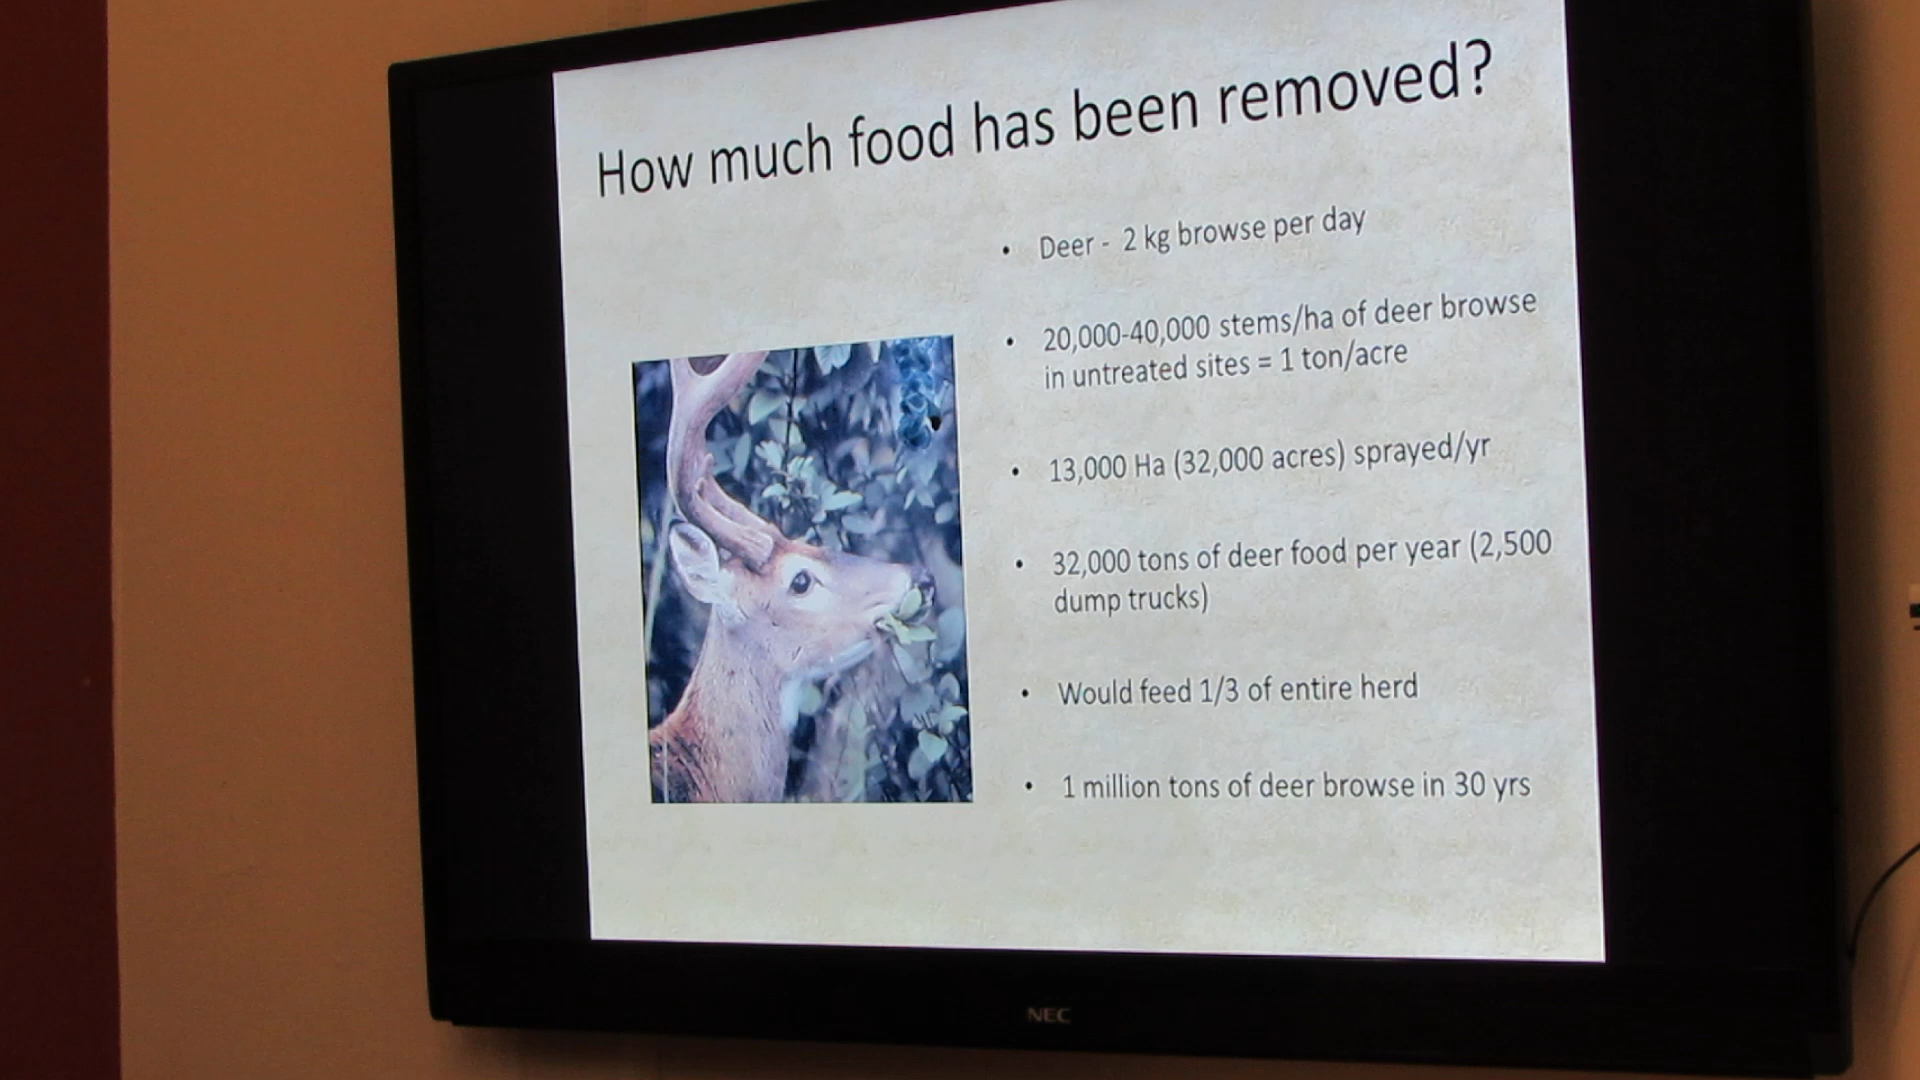 How much food has been removed?
• Deer - 2 kg browse per day
• 20,000-40,000 stems/ha of deer browse
in untreated sites = 1 ton/acre
• 13,000 Ha (32,000 acres) sprayed/yr
• 32,000 tons of deer food per year (2,500
dump trucks)
• Would feed 1/3 of entire herd
• 1 million tons of deer browse in 30 yrs
NEC